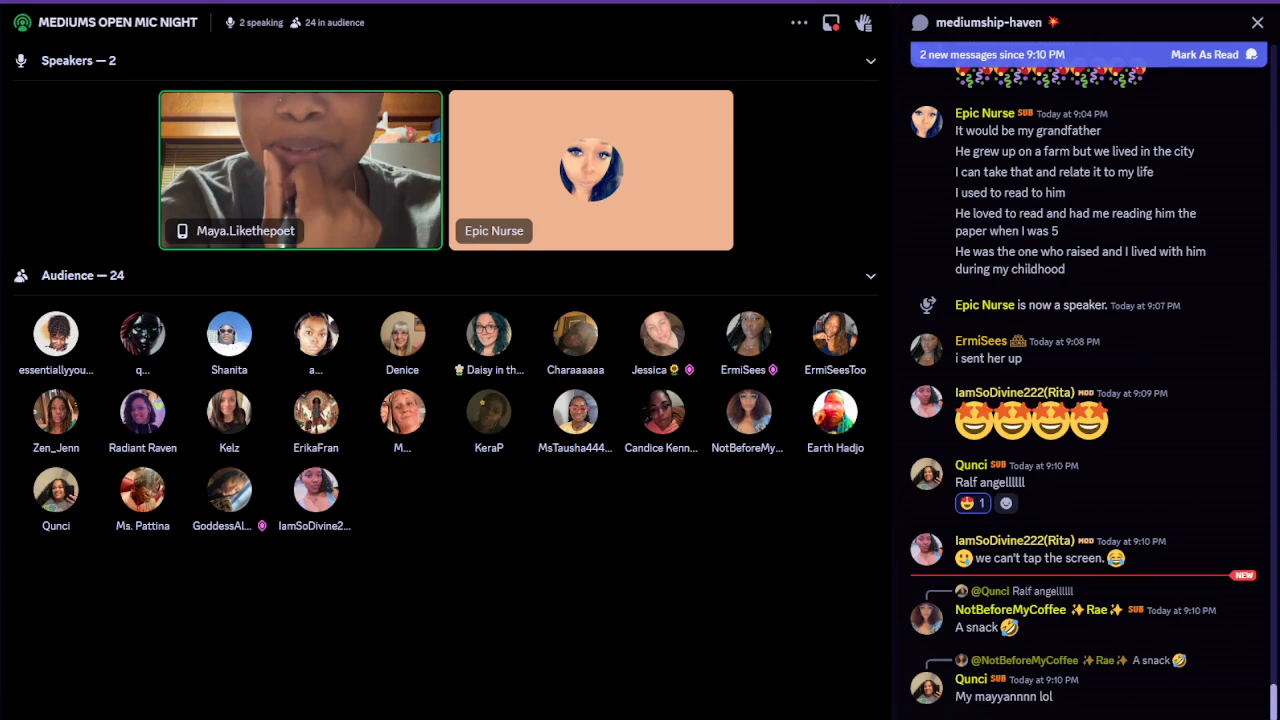 MEDIUMS OPEN MIC NIGHT
2 speaking
24 in audience
Speakers — 2
Maya.Likethepoet
Epic Nurse
Audience — 24
essentiallyyou...
q...
Shanita
a...
Denice
Daisy in th...
Charaaaaaa
Jessica
ErmiSees
ErmiSeesToo
Zen_Jenn
Radiant Raven
Kelz
ErikaFran
M...
KeraP
MsTausha444...
Candice Kenn...
NotBeforeMy...
Earth Hadjo
Qunci
Ms. Pattina
GoddessAl...
IamSoDivine2...
mediumship-haven
2 new messages since 9:10 PM
Mark As Read
Epic Nurse SUB Today at 9:04 PM
It would be my grandfather
He grew up on a farm but we lived in the city
I can take that and relate it to my life
I used to read to him
He loved to read and had me reading him the
paper when I was 5
He was the one who raised and I lived with him
during my childhood
Epic Nurse is now a speaker. Today at 9:07 PM
ErmiSees Today at 9:08 PM
i sent her up
IamSoDivine222(Rita) MOD Today at 9:09 PM
Qunci SUB Today at 9:10 PM
Ralf angellllll
1
IamSoDivine222(Rita) MOD Today at 9:10 PM
we can't tap the screen.
NEW
@Qunci Ralf angellllll
NotBeforeMyCoffee ✨Rae✨ SUB Today at 9:10 PM
A snack 🤣
@NotBeforeMyCoffee ✨Rae✨ A snack 🤣
Qunci SUB Today at 9:10 PM
My mayyannnn lol